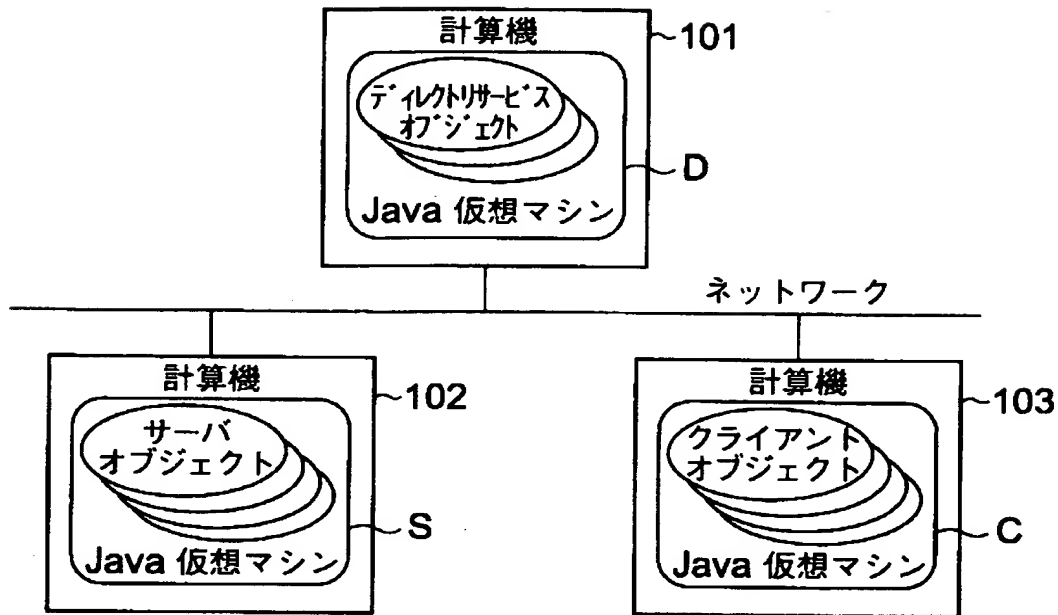 計算機
101
ディレクトリサービス
オブジェクト
D
Java 仮想マシン
ネットワーク
計算機
102
サーバ
オブジェクト
S
Java 仮想マシン
計算機
103
クライアント
オブジェクト
C
Java 仮想マシン